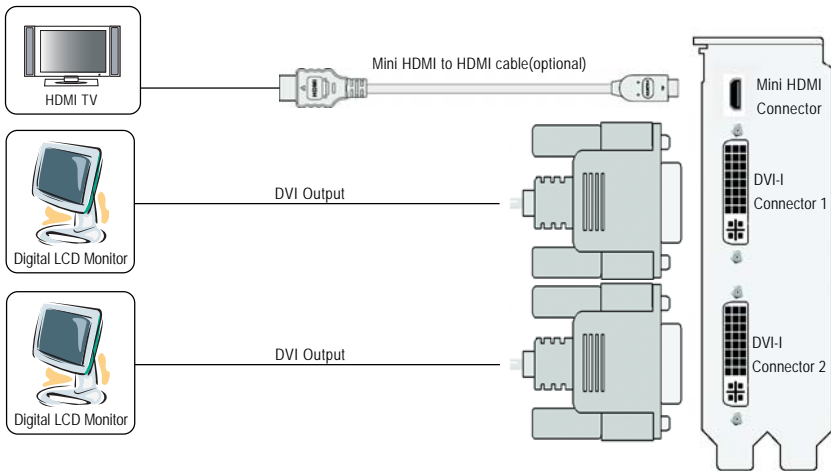 HDMI TV
Mini HDMI to HDMI cable(optional)
HDMI
Mini HDMI
Connector
DVI Output
Digital LCD Monitor
DVI-I
Connector 1
DVI Output
Digital LCD Monitor
DVI-I
Connector 2